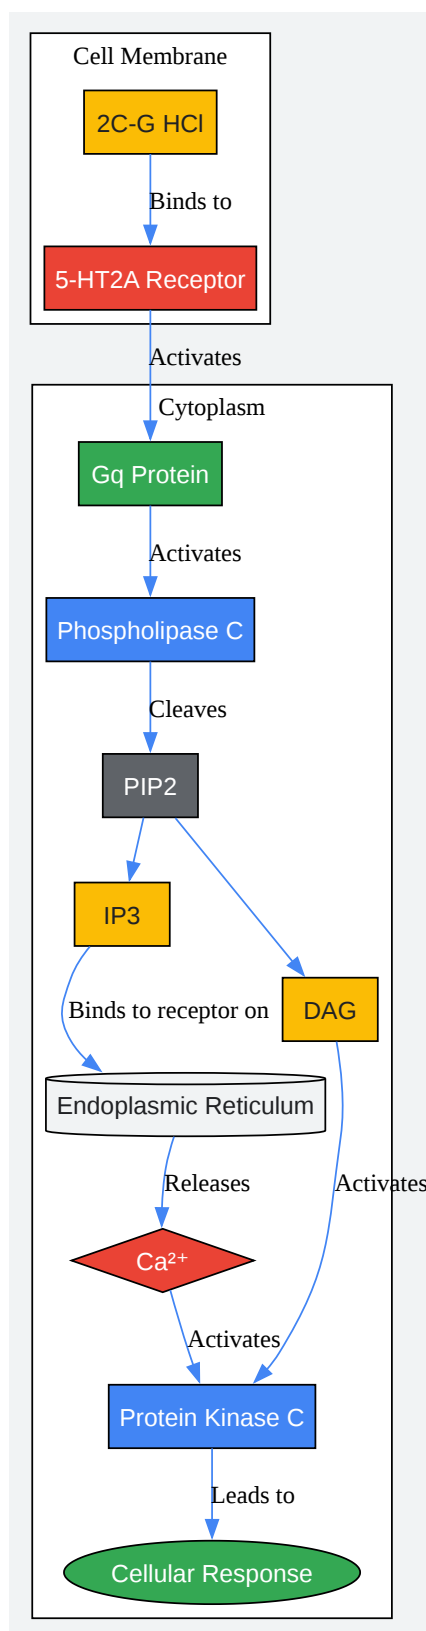 Cell Membrane
2C-G HCl
Binds to
5-HT2A Receptor
Activates
Cytoplasm
Gq Protein
Activates
Phospholipase C
Cleaves
PIP2
IP3
DAG
Binds to receptor on
Endoplasmic Reticulum
Releases
Activates
Ca²⁺
Activates
Protein Kinase C
Leads to
Cellular Response